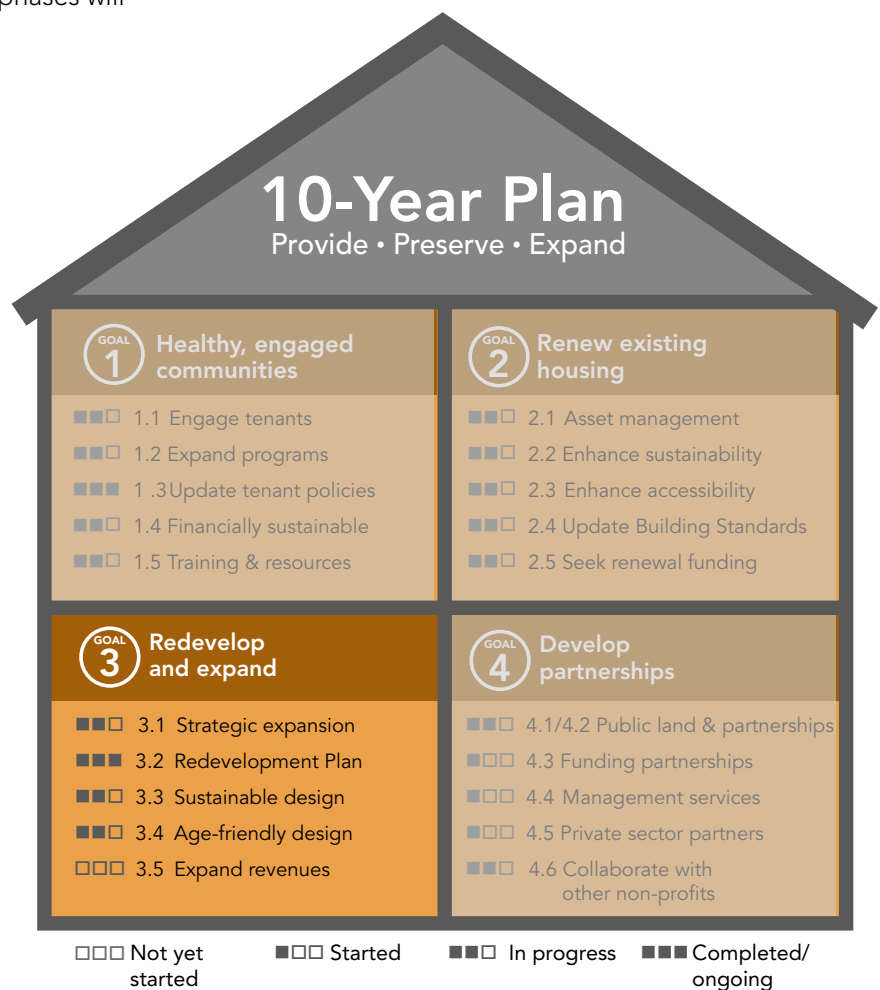 phases will
10-Year Plan
Provide • Preserve • Expand
GOAL
1
Healthy, engaged
communities
■■□ 1.1 Engage tenants
■■□ 1.2 Expand programs
■■■ 1 .3Update tenant policies
■■□ 1.4 Financially sustainable
■■□ 1.5 Training & resources
GOAL
2
Renew existing
housing
■■□ 2.1 Asset management
■■□ 2.2 Enhance sustainability
■■□ 2.3 Enhance accessibility
■■□ 2.4 Update Building Standards
■■□ 2.5 Seek renewal funding
GOAL
3
Redevelop
and expand
■■□ 3.1 Strategic expansion
■■■ 3.2 Redevelopment Plan
■■□ 3.3 Sustainable design
■■□ 3.4 Age-friendly design
□□□ 3.5 Expand revenues
GOAL
4
Develop
partnerships
■■□ 4.1/4.2 Public land & partnerships
■□□ 4.3 Funding partnerships
■□□ 4.4 Management services
■□□ 4.5 Private sector partners
■■□ 4.6 Collaborate with
other non-profits
□□□ Not yet
started
■□□ Started
■■□ In progress
■■■ Completed/
ongoing